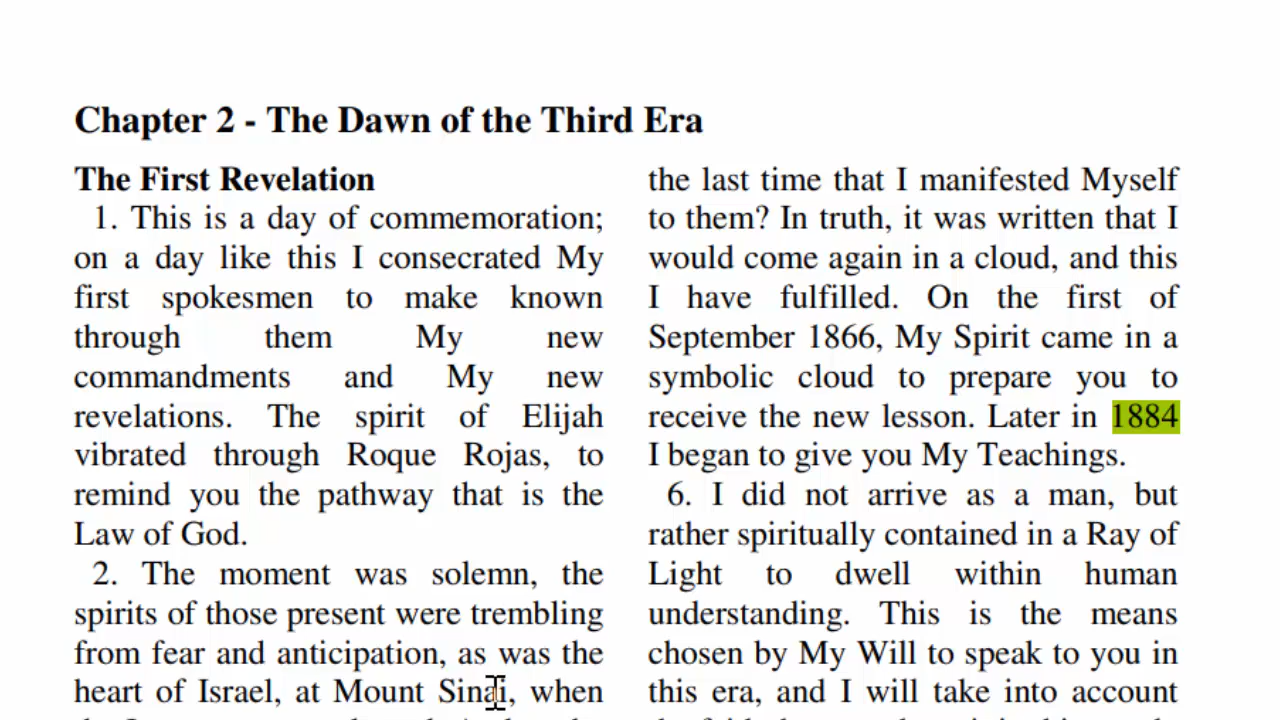 Chapter 2 - The Dawn of the Third Era
The First Revelation
1. This is a day of commemoration;
on a day like this I consecrated My
first spokesmen to make known
through them My new
commandments and My new
revelations. The spirit of Elijah
vibrated through Roque Rojas, to
remind you the pathway that is the
Law of God.
2. The moment was solemn, the
spirits of those present were trembling
from fear and anticipation, as was the
heart of Israel, at Mount Sinai, when
the last time that I manifested Myself
to them? In truth, it was written that I
would come again in a cloud, and this
I have fulfilled. On the first of
September 1866, My Spirit came in a
symbolic cloud to prepare you to
receive the new lesson. Later in 1884
I began to give you My Teachings.
6. I did not arrive as a man, but
rather spiritually contained in a Ray of
Light to dwell within human
understanding. This is the means
chosen by My Will to speak to you in
this era, and I will take into account